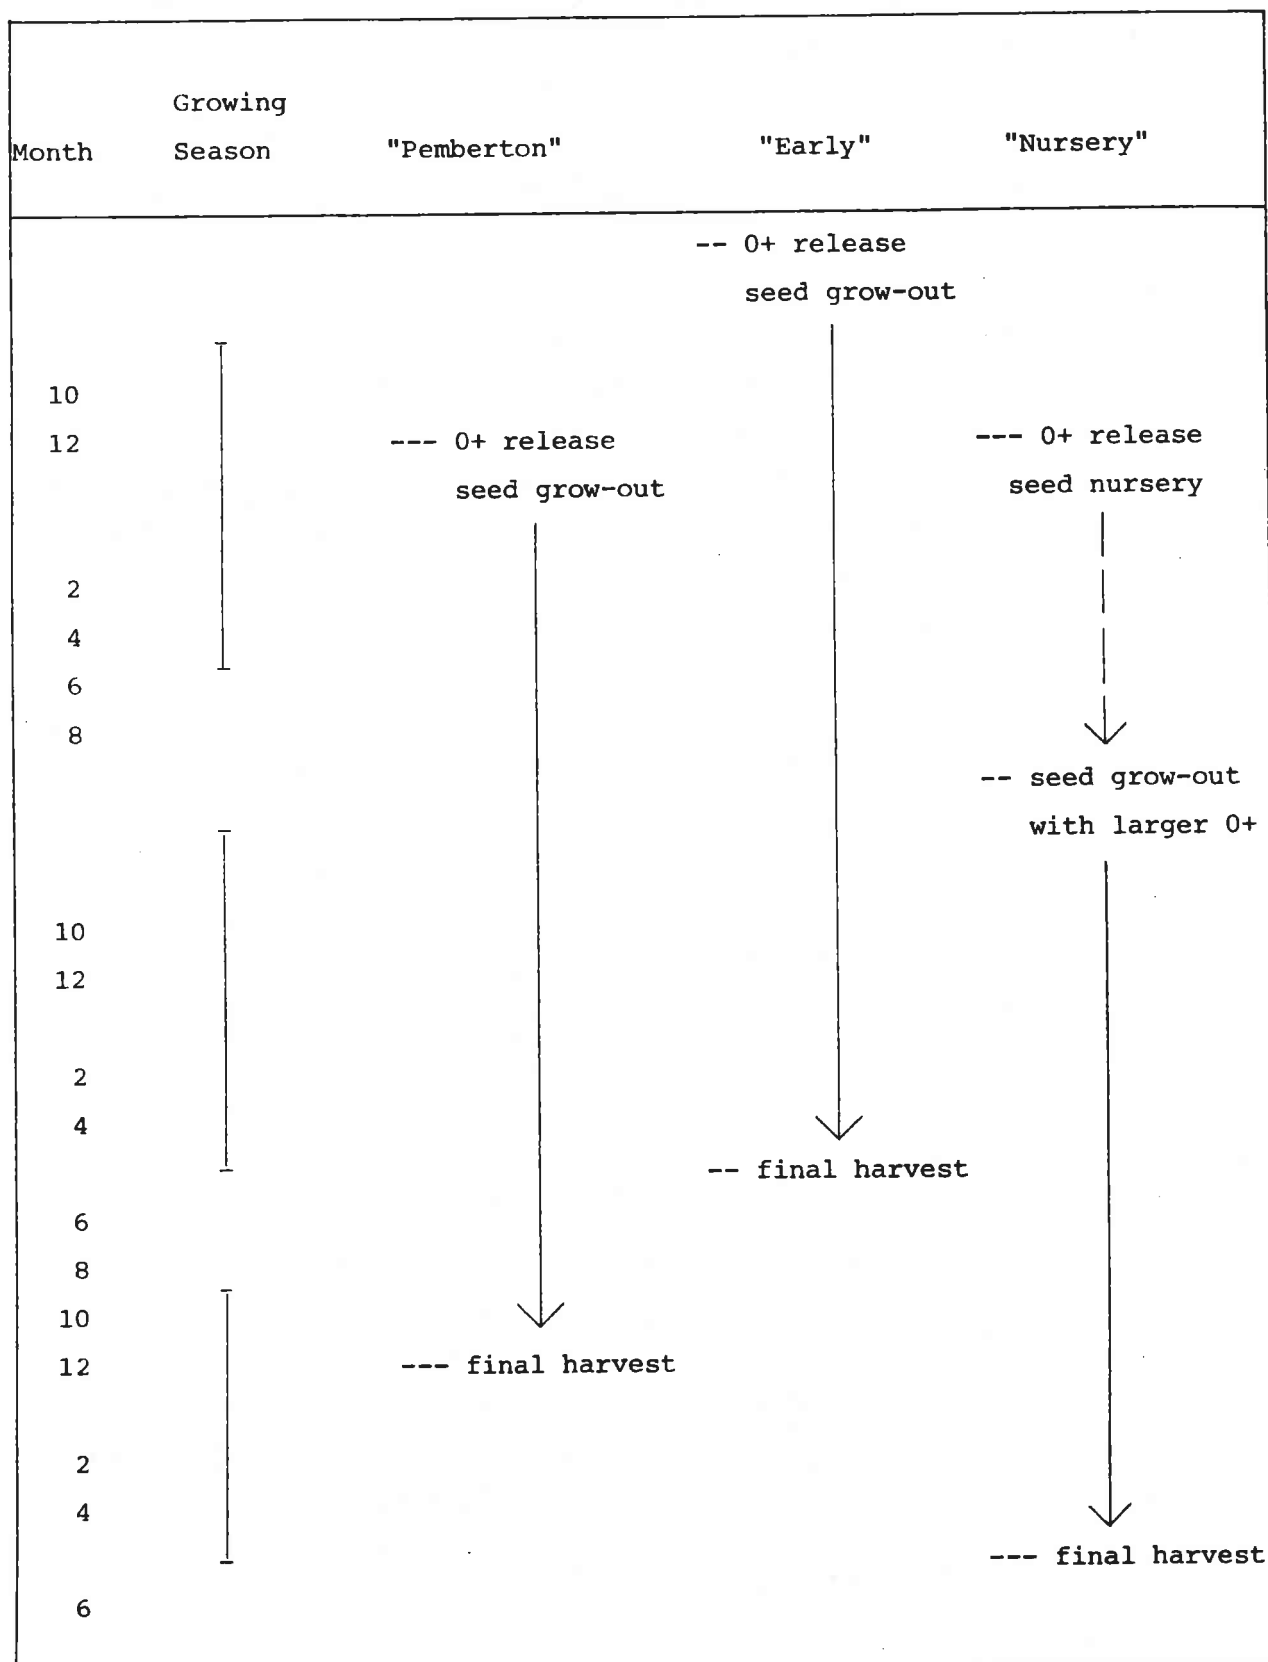 Growing
Month Season "Pemberton" "Early" "Nursery"
-- 0+ release
seed grow-out
10
12 --- 0+ release --- 0+ release
seed grow-out seed nursery
2
4
6
8
-- seed grow-out
with larger 0+
10
12
2
4
-- final harvest
6
8
10
12 --- final harvest
2
4
--- final harvest
6